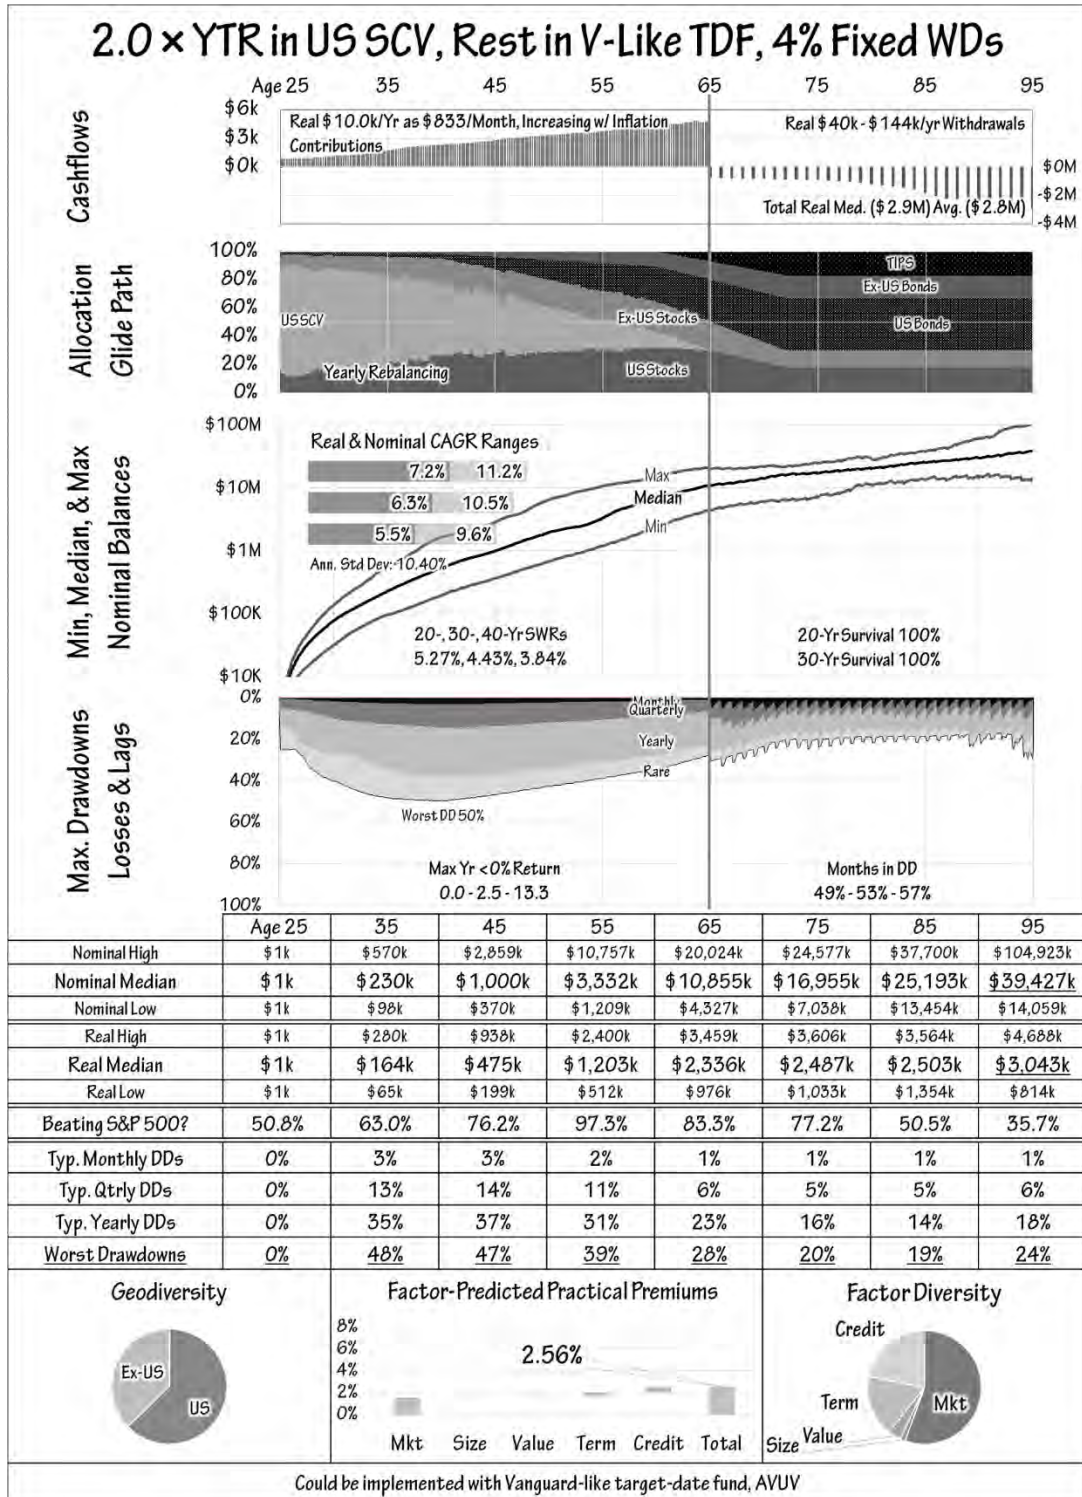 2.0 × YTR in US SCV, Rest in V-Like TDF, 4% Fixed WDs
Age 25 35 45 55 65 75 85 95
Cashflows
$6k
$3k
$0k
Real $10.0k/Yr as $833/Month, Increasing w/ Inflation
Contributions
Real $40k - $144k/yr Withdrawals
$0M
-$2M
-$4M
Total Real Med. ($2.9M) Avg. ($2.8M)
Allocation
Glide Path
100%
80%
60%
40%
20%
0%
TIPS
Ex-US Bonds
US SCV
Ex-US Stocks
US Bonds
Yearly Rebalancing
US Stocks
Min, Median, & Max
Nominal Balances
$100M
$10M
$1M
$100K
$10K
Real & Nominal CAGR Ranges
7.2% 11.2%
6.3% 10.5%
5.5% 9.6%
Ann. Std Dev: 10.40%
Max
Median
Min
20-, 30-, 40-Yr SWRs
5.27%, 4.43%, 3.84%
20-Yr Survival 100%
30-Yr Survival 100%
Max. Drawdowns
Losses & Lags
0%
20%
40%
60%
80%
100%
Monthly
Quarterly
Yearly
Rare
Worst DD 50%
Max Yr <0% Return
0.0 - 2.5 - 13.3
Months in DD
49% - 53% - 57%
Age 25 35 45 55 65 75 85 95
Nominal High $1k $570k $2,859k $10,757k $20,024k $24,577k $37,700k $104,923k
Nominal Median $1k $230k $1,000k $3,332k $10,855k $16,955k $25,193k $39,427k
Nominal Low $1k $98k $370k $1,209k $4,327k $7,038k $13,454k $14,059k
Real High $1k $280k $938k $2,400k $3,459k $3,606k $3,564k $4,688k
Real Median $1k $164k $475k $1,203k $2,336k $2,487k $2,503k $3,043k
Real Low $1k $65k $199k $512k $976k $1,033k $1,354k $814k
Beating S&P 500? 50.8% 63.0% 76.2% 97.3% 83.3% 77.2% 50.5% 35.7%
Typ. Monthly DDs 0% 3% 3% 2% 1% 1% 1% 1%
Typ. Qtrly DDs 0% 13% 14% 11% 6% 5% 5% 6%
Typ. Yearly DDs 0% 35% 37% 31% 23% 16% 14% 18%
Worst Drawdowns 0% 48% 47% 39% 28% 20% 19% 24%
Geodiversity
Ex-US
US
Factor-Predicted Practical Premiums
8%
6%
4%
2%
0%
2.56%
Mkt Size Value Term Credit Total
Factor Diversity
Credit
Term
Mkt
Value
Size
Could be implemented with Vanguard-like target-date fund, AVUV